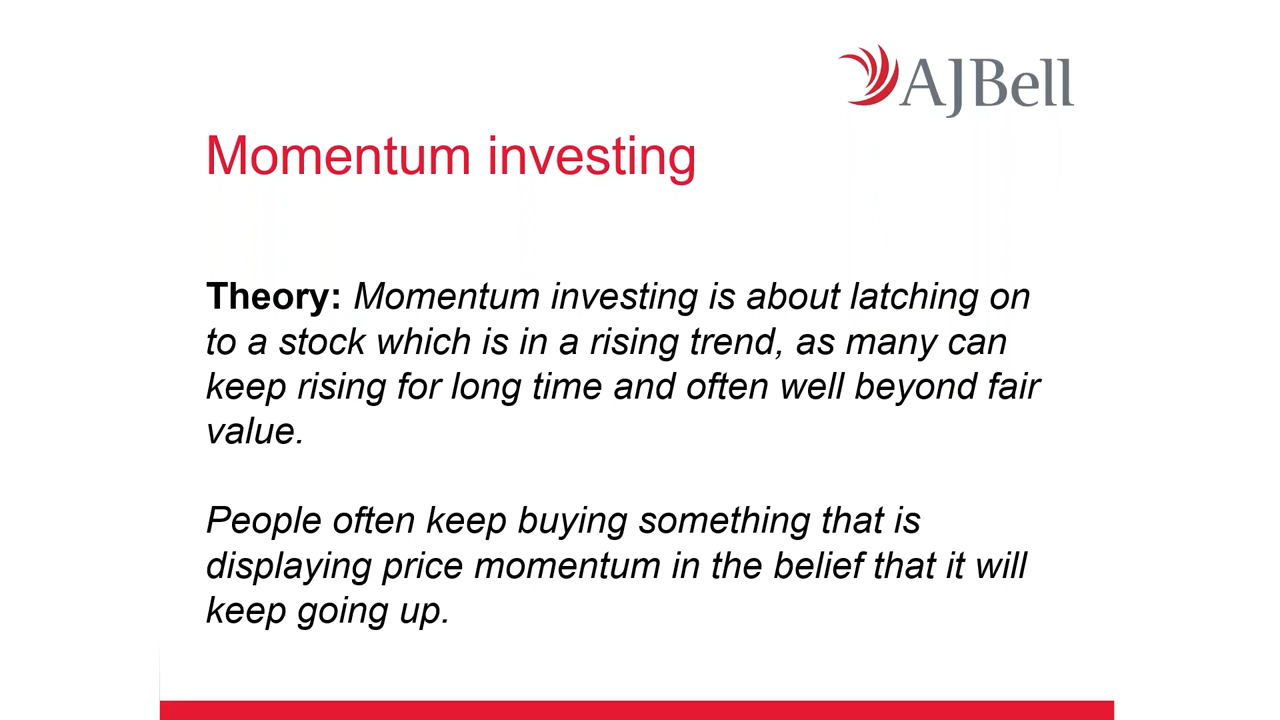 AJBell
Momentum investing
Theory: Momentum investing is about latching on
to a stock which is in a rising trend, as many can
keep rising for long time and often well beyond fair
value.
People often keep buying something that is
displaying price momentum in the belief that it will
keep going up.